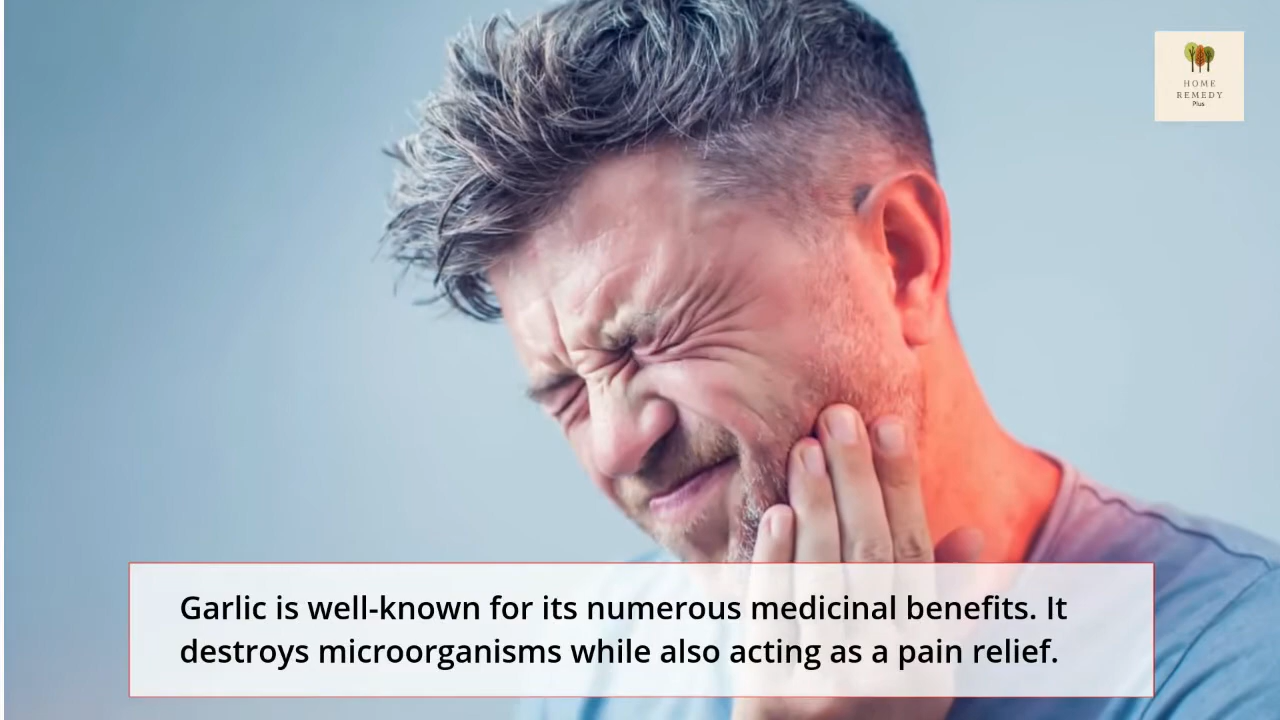 HOME
REMEDY
Plus
Garlic is well-known for its numerous medicinal benefits. It
destroys microorganisms while also acting as a pain relief.